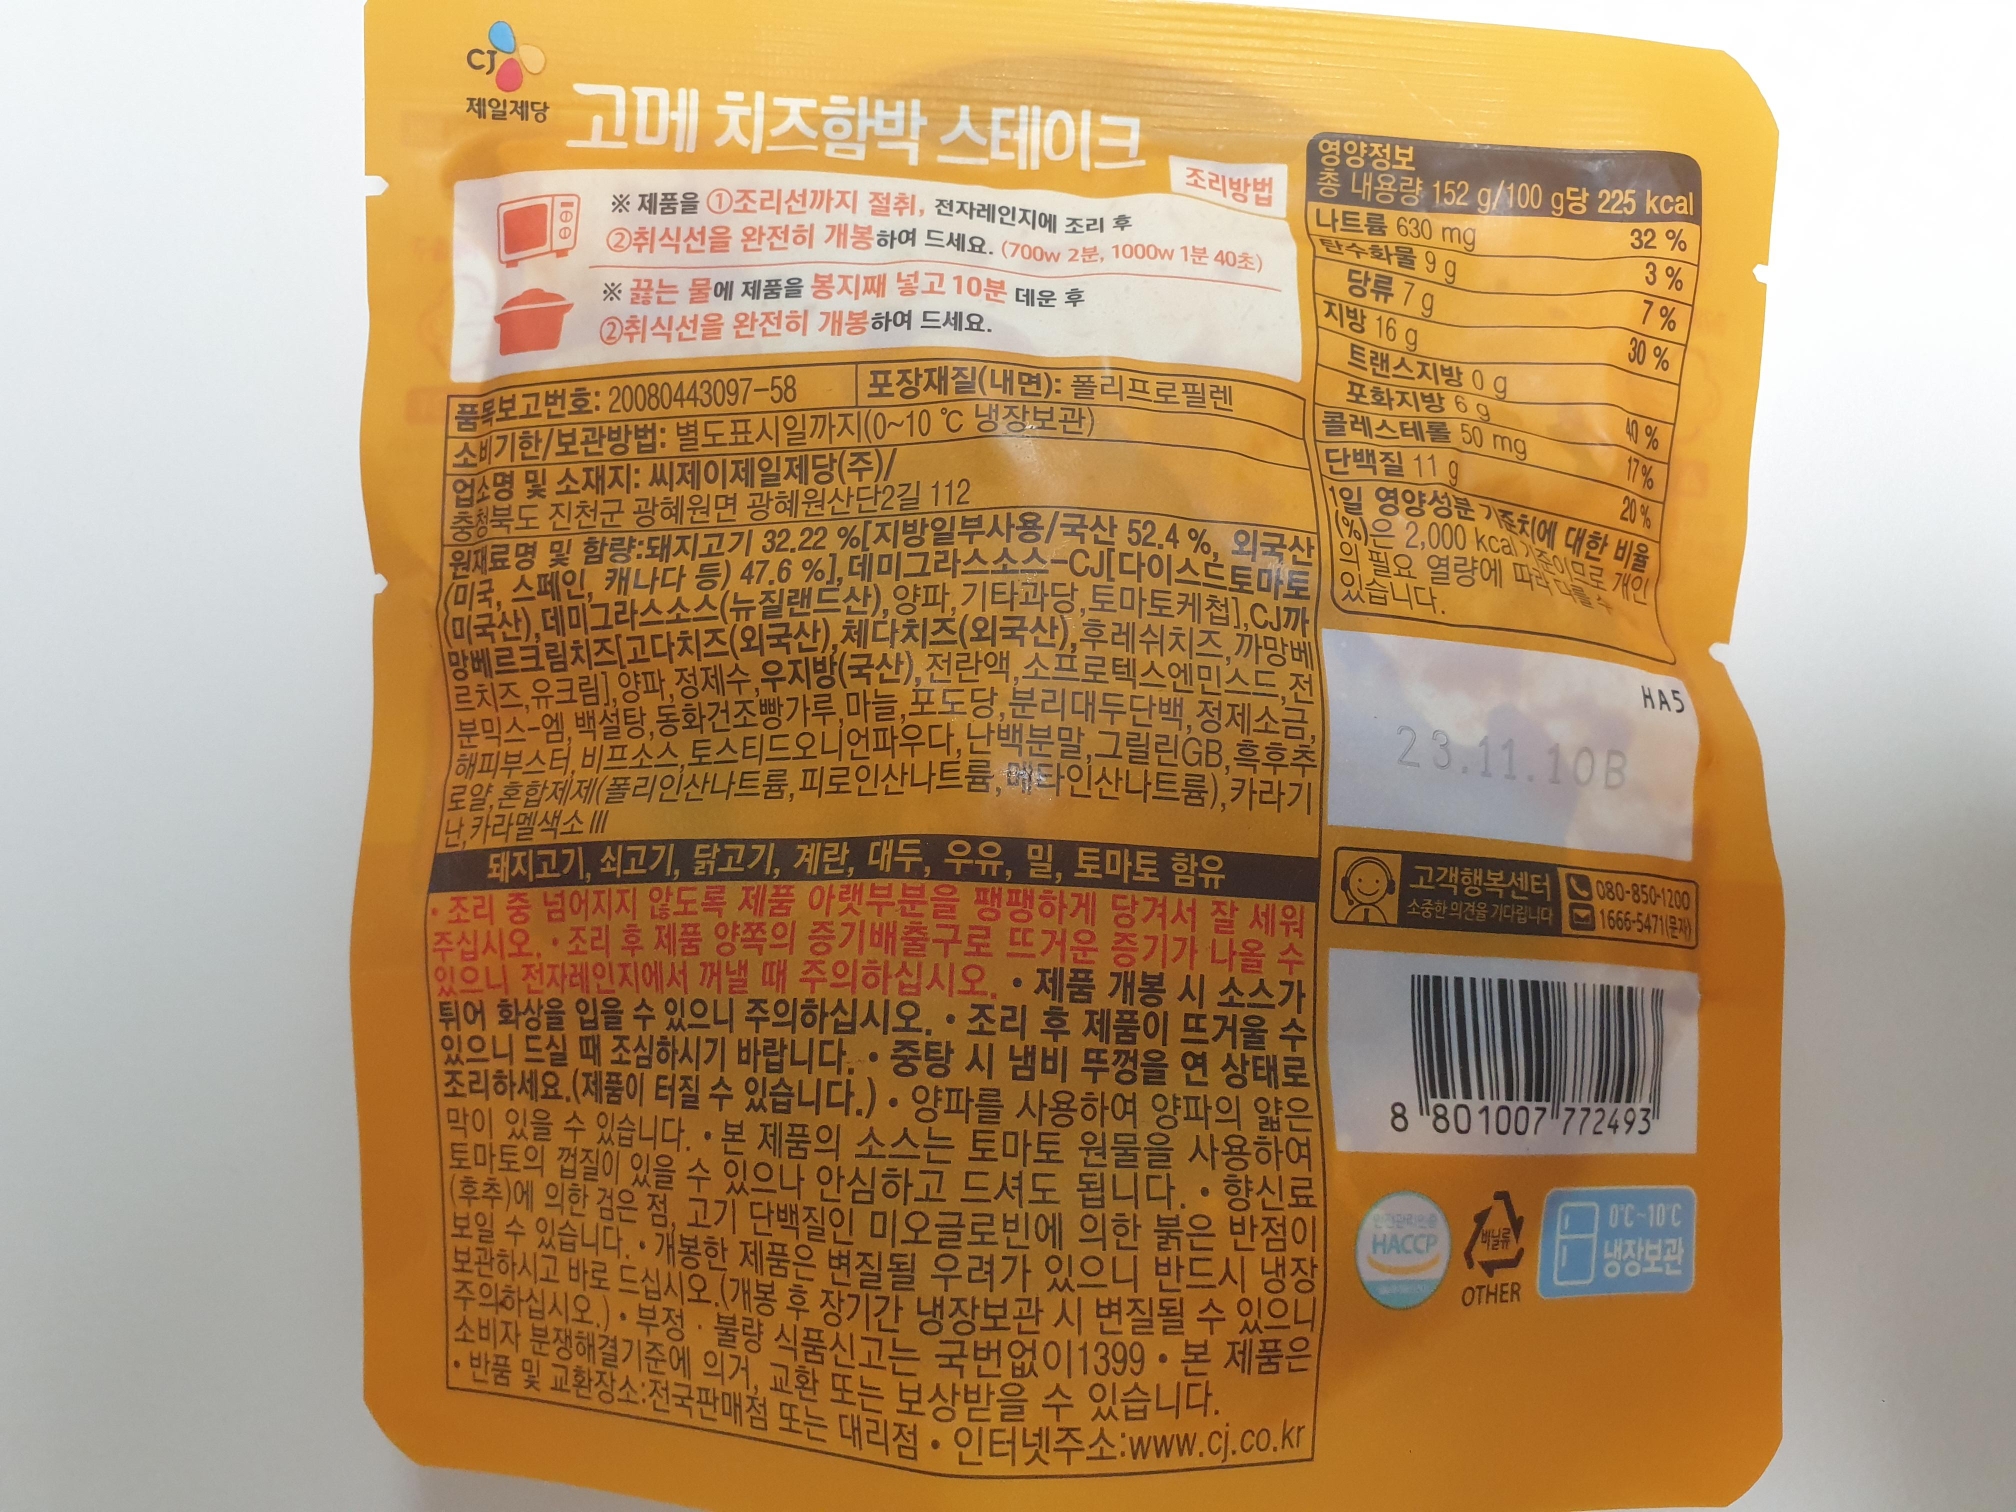 CJ
제일제당
고메 치즈함박 스테이크
조리방법
※ 제품을 ①조리선까지 절취, 전자레인지에 조리 후
②취식선을 완전히 개봉하여 드세요. (700w 2분, 1000w 1분 40초)
※ 끓는 물에 제품을 봉지째 넣고 10분 데운 후
②취식선을 완전히 개봉하여 드세요.
품목보고번호: 20080443097-58
포장재질(내면): 폴리프로필렌
소비기한/보관방법: 별도표시일까지(0~10 ℃ 냉장보관)
업소명 및 소재지: 씨제이제일제당(주)/
충청북도 진천군 광혜원면 광혜원산단2길 112
원재료명 및 함량:돼지고기 32.22 %[지방일부사용/국산 52.4 %, 외국산
(미국, 스페인, 캐나다 등) 47.6 %],데미그라스소스-CJ[다이스드토마토
(미국산),데미그라스소스(뉴질랜드산),양파,기타과당,토마토케첩],CJ까
망베르크림치즈[고다치즈(외국산),체다치즈(외국산),후레쉬치즈,까망베
르치즈,유크림],양파,정제수,우지방(국산),전란액,소프로텍스엔민스드,전
분믹스-엠,백설탕,동화건조빵가루,마늘,포도당,분리대두단백,정제소금,
해피부스터,비프소스,토스티드오니언파우다,난백분말,그릴린GB,흑후추
로얄,혼합제제(폴리인산나트륨,피로인산나트륨,메타인산나트륨),카라기
난,카라멜색소Ⅲ
돼지고기, 쇠고기, 닭고기, 계란, 대두, 우유, 밀, 토마토 함유
• 조리 중 넘어지지 않도록 제품 아랫부분을 팽팽하게 당겨서 잘 세워
주십시오. • 조리 후 제품 양쪽의 증기배출구로 뜨거운 증기가 나올 수
있으니 전자레인지에서 꺼낼 때 주의하십시오. • 제품 개봉 시 소스가
튀어 화상을 입을 수 있으니 주의하십시오. • 조리 후 제품이 뜨거울 수
있으니 드실 때 조심하시기 바랍니다. • 중탕 시 냄비 뚜껑을 연 상태로
조리하세요.(제품이 터질 수 있습니다.) • 양파를 사용하여 양파의 얇은
막이 있을 수 있습니다. • 본 제품의 소스는 토마토 원물을 사용하여
토마토의 껍질이 있을 수 있으나 안심하고 드셔도 됩니다. • 향신료
(후추)에 의한 검은 점, 고기 단백질인 미오글로빈에 의한 붉은 반점이
보일 수 있습니다. • 개봉한 제품은 변질될 우려가 있으니 반드시 냉장
보관하시고 바로 드십시오.(개봉 후 장기간 냉장보관 시 변질될 수 있으니
주의하십시오.) • 부정 · 불량 식품신고는 국번없이1399 • 본 제품은
소비자 분쟁해결기준에 의거, 교환 또는 보상받을 수 있습니다.
• 반품 및 교환장소:전국판매점 또는 대리점 • 인터넷주소:www.cj.co.kr
영양정보
총 내용량 152 g/100 g당 225 kcal
나트륨 630 mg 32 %
탄수화물 9 g 3 %
당류 7 g 7 %
지방 16 g 30 %
트랜스지방 0 g
포화지방 6 g 40 %
콜레스테롤 50 mg 17 %
단백질 11 g 20 %
1일 영양성분 기준치에 대한 비율
(%)은 2,000 kcal 기준이므로 개인
의 필요 열량에 따라 다를 수
있습니다.
HA5
23.11.10B
고객행복센터
소중한 의견을 기다립니다
080-850-1200
1666-5471(문자)
8 801007 772493
HACCP
비닐류
OTHER
0℃~10℃
냉장보관